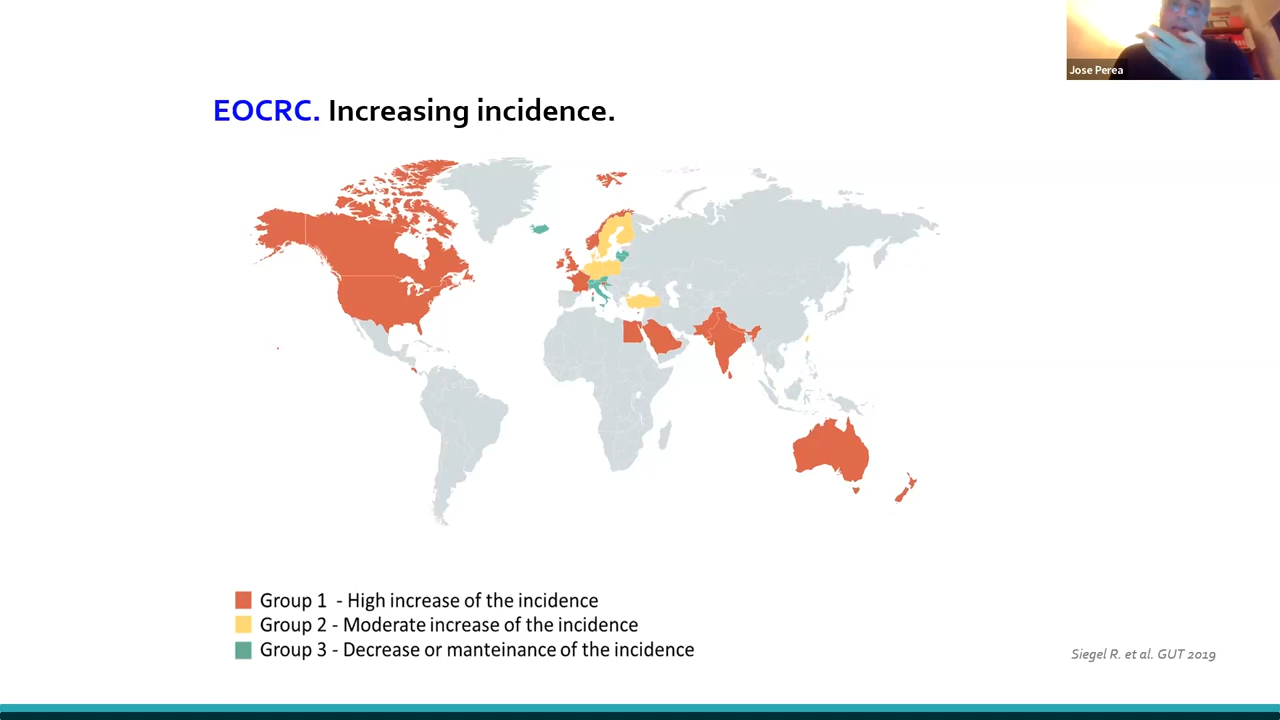 Jose Perea
EOCRC. Increasing incidence.
Group 1 - High increase of the incidence
Group 2 - Moderate increase of the incidence
Group 3 - Decrease or manteinance of the incidence
Siegel R. et al. GUT 2019